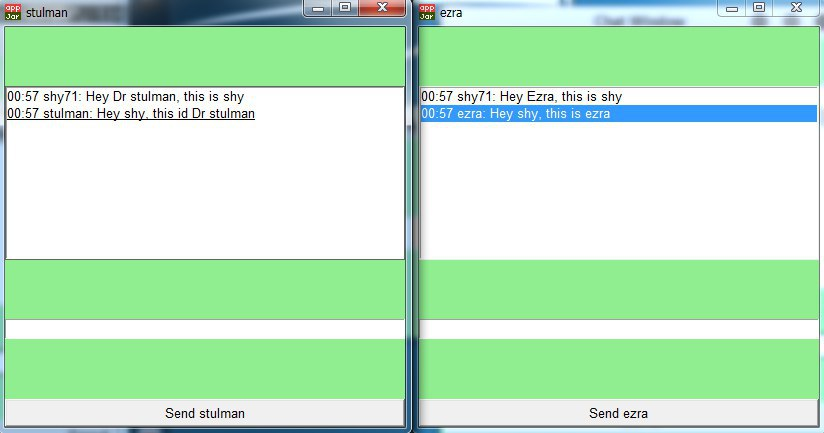 app
Jar
stulman
00:57 shy71: Hey Dr stulman, this is shy
00:57 stulman: Hey shy, this id Dr stulman
Send stulman
app
Jar
ezra
Chat Window
00:57 shy71: Hey Ezra, this is shy
00:57 ezra: Hey shy, this is ezra
Send ezra